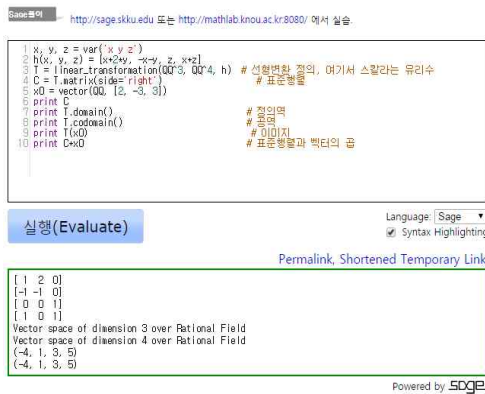 Sage풀이 http://sage.skku.edu 또는 http://mathlab.knou.ac.kr:8080/ 에서 실습.
1 x, y, z = var('x y z')
2 h(x, y, z) = [x+2*y, -x-y, z, x+z]
3 T = linear_transformation(QQ^3, QQ^4, h) # 선형변환 정의, 여기서 스칼라는 유리수
4 C = T.matrix(side='right') # 표준행렬
5 x0 = vector(QQ, [2, -3, 3])
6 print C
7 print T.domain() # 정의역
8 print T.codomain() # 공역
9 print T(x0) # 이미지
10 print C*x0 # 표준행렬과 벡터의 곱
실행(Evaluate)
Language: Sage
Syntax Highlighting
Permalink, Shortened Temporary Link
[ 1 2 0]
[-1 -1 0]
[ 0 0 1]
[ 1 0 1]
Vector space of dimension 3 over Rational Field
Vector space of dimension 4 over Rational Field
(-4, 1, 3, 5)
(-4, 1, 3, 5)
Powered by SAGE